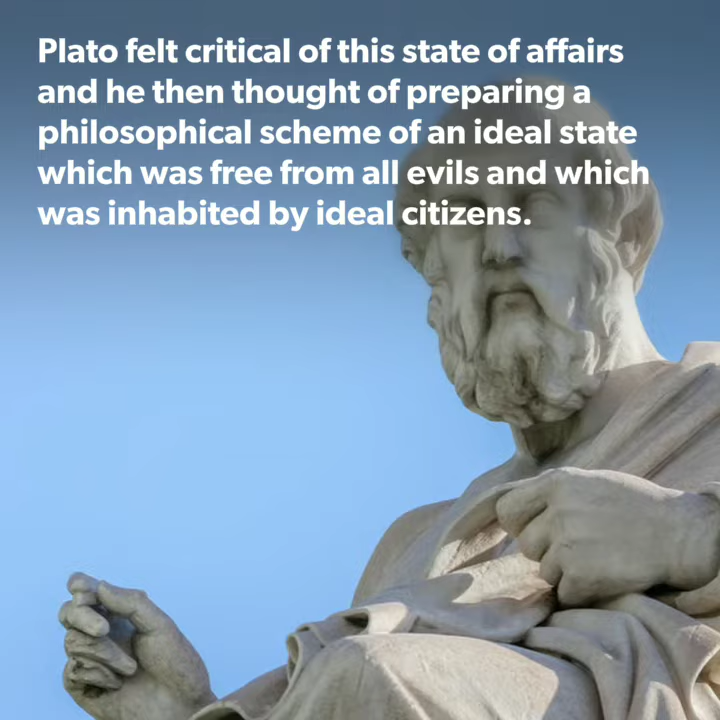 Plato felt critical of this state of affairs
and he then thought of preparing a
philosophical scheme of an ideal state
which was free from all evils and which
was inhabited by ideal citizens.